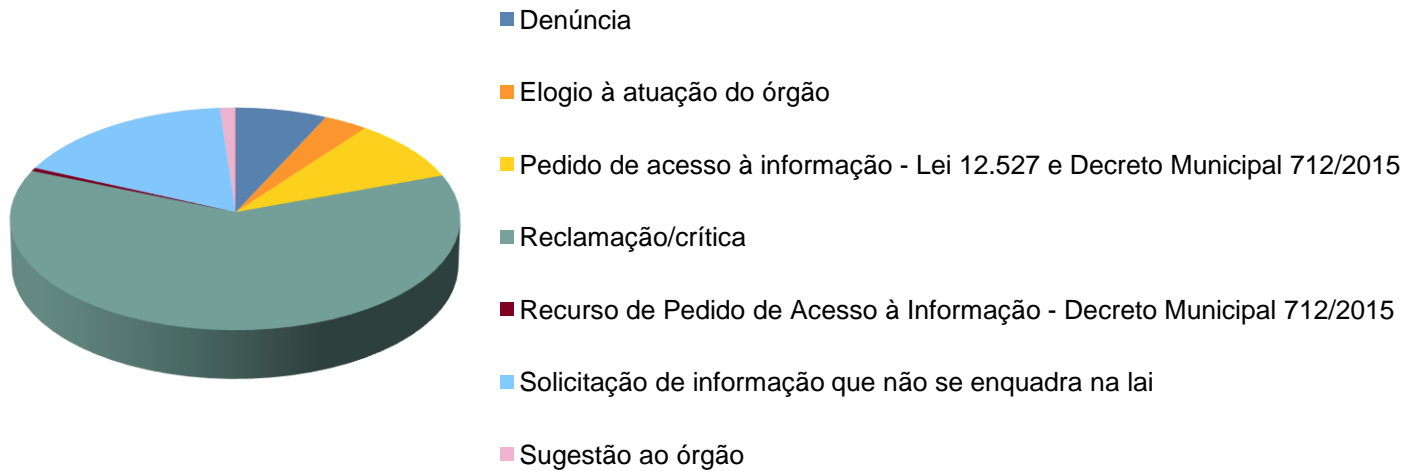 Denúncia
Elogio à atuação do órgão
Pedido de acesso à informação - Lei 12.527 e Decreto Municipal 712/2015
Reclamação/crítica
Recurso de Pedido de Acesso à Informação - Decreto Municipal 712/2015
Solicitação de informação que não se enquadra na lai
Sugestão ao órgão